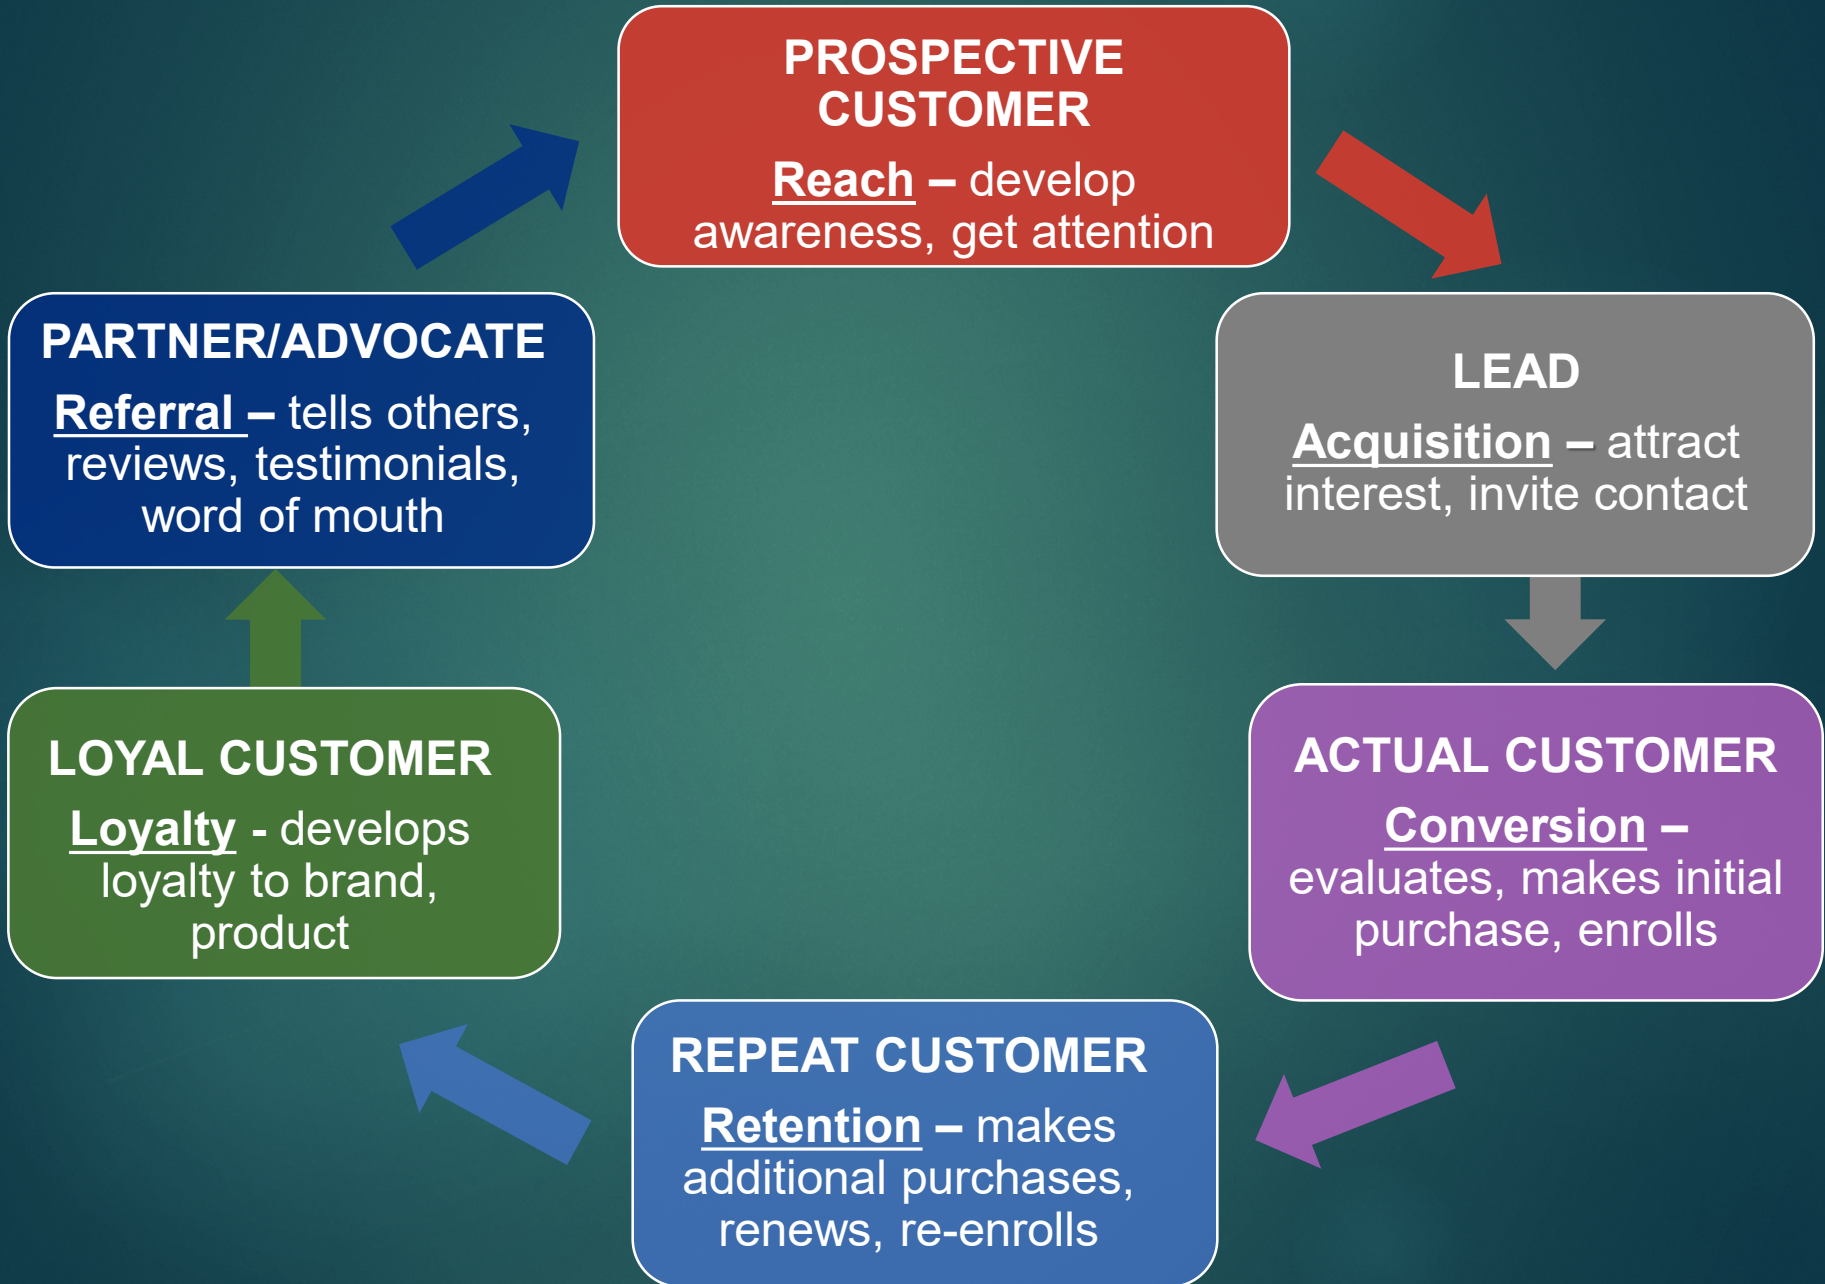 PROSPECTIVE
CUSTOMER
Reach – develop
awareness, get attention
LEAD
Acquisition – attract
interest, invite contact
ACTUAL CUSTOMER
Conversion –
evaluates, makes initial
purchase, enrolls
REPEAT CUSTOMER
Retention – makes
additional purchases,
renews, re-enrolls
LOYAL CUSTOMER
Loyalty - develops
loyalty to brand,
product
PARTNER/ADVOCATE
Referral – tells others,
reviews, testimonials,
word of mouth